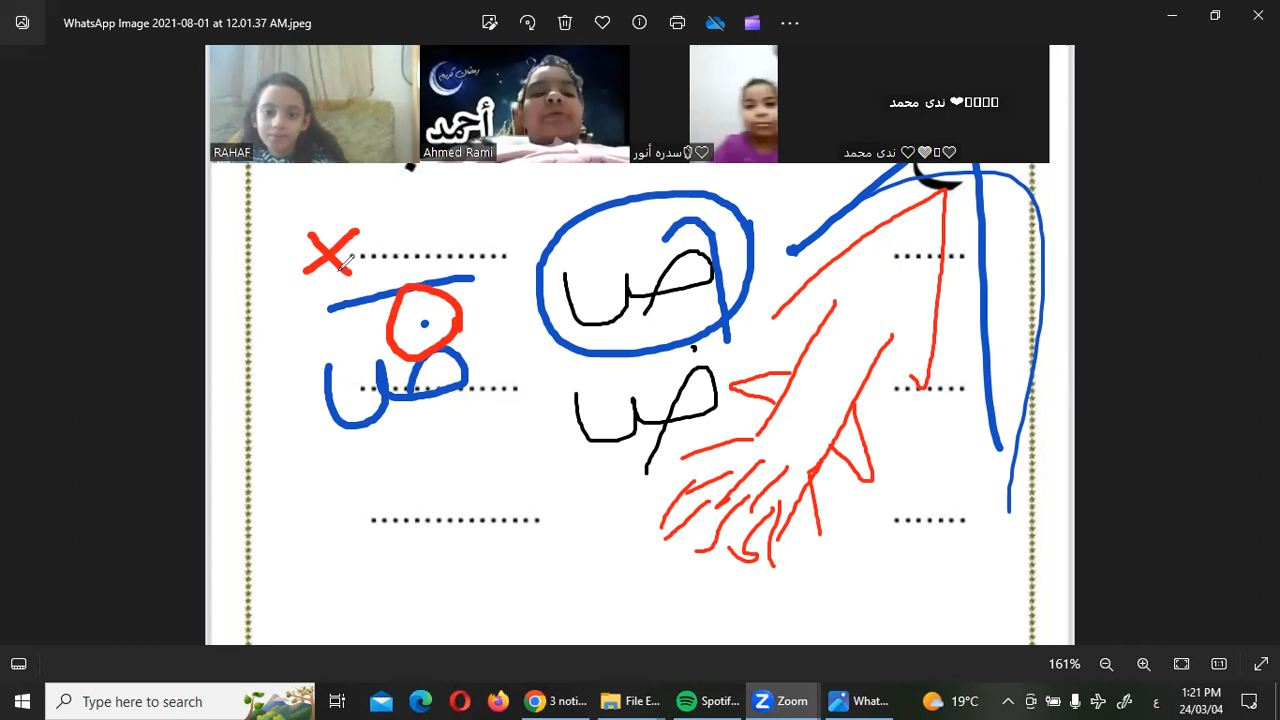 WhatsApp Image 2021-08-01 at 12.01.37 AM.jpeg
رمضان كريم
أحمد
RAHAF
Ahmed Rami
سدره أنور
ندى محمد ❤
ندى محمد
ص
ض
ض
161%
Type here to search
3 noti...
File E...
Spotif...
Zoom
What...
19°C
ع
1:21 PM
24/03/04